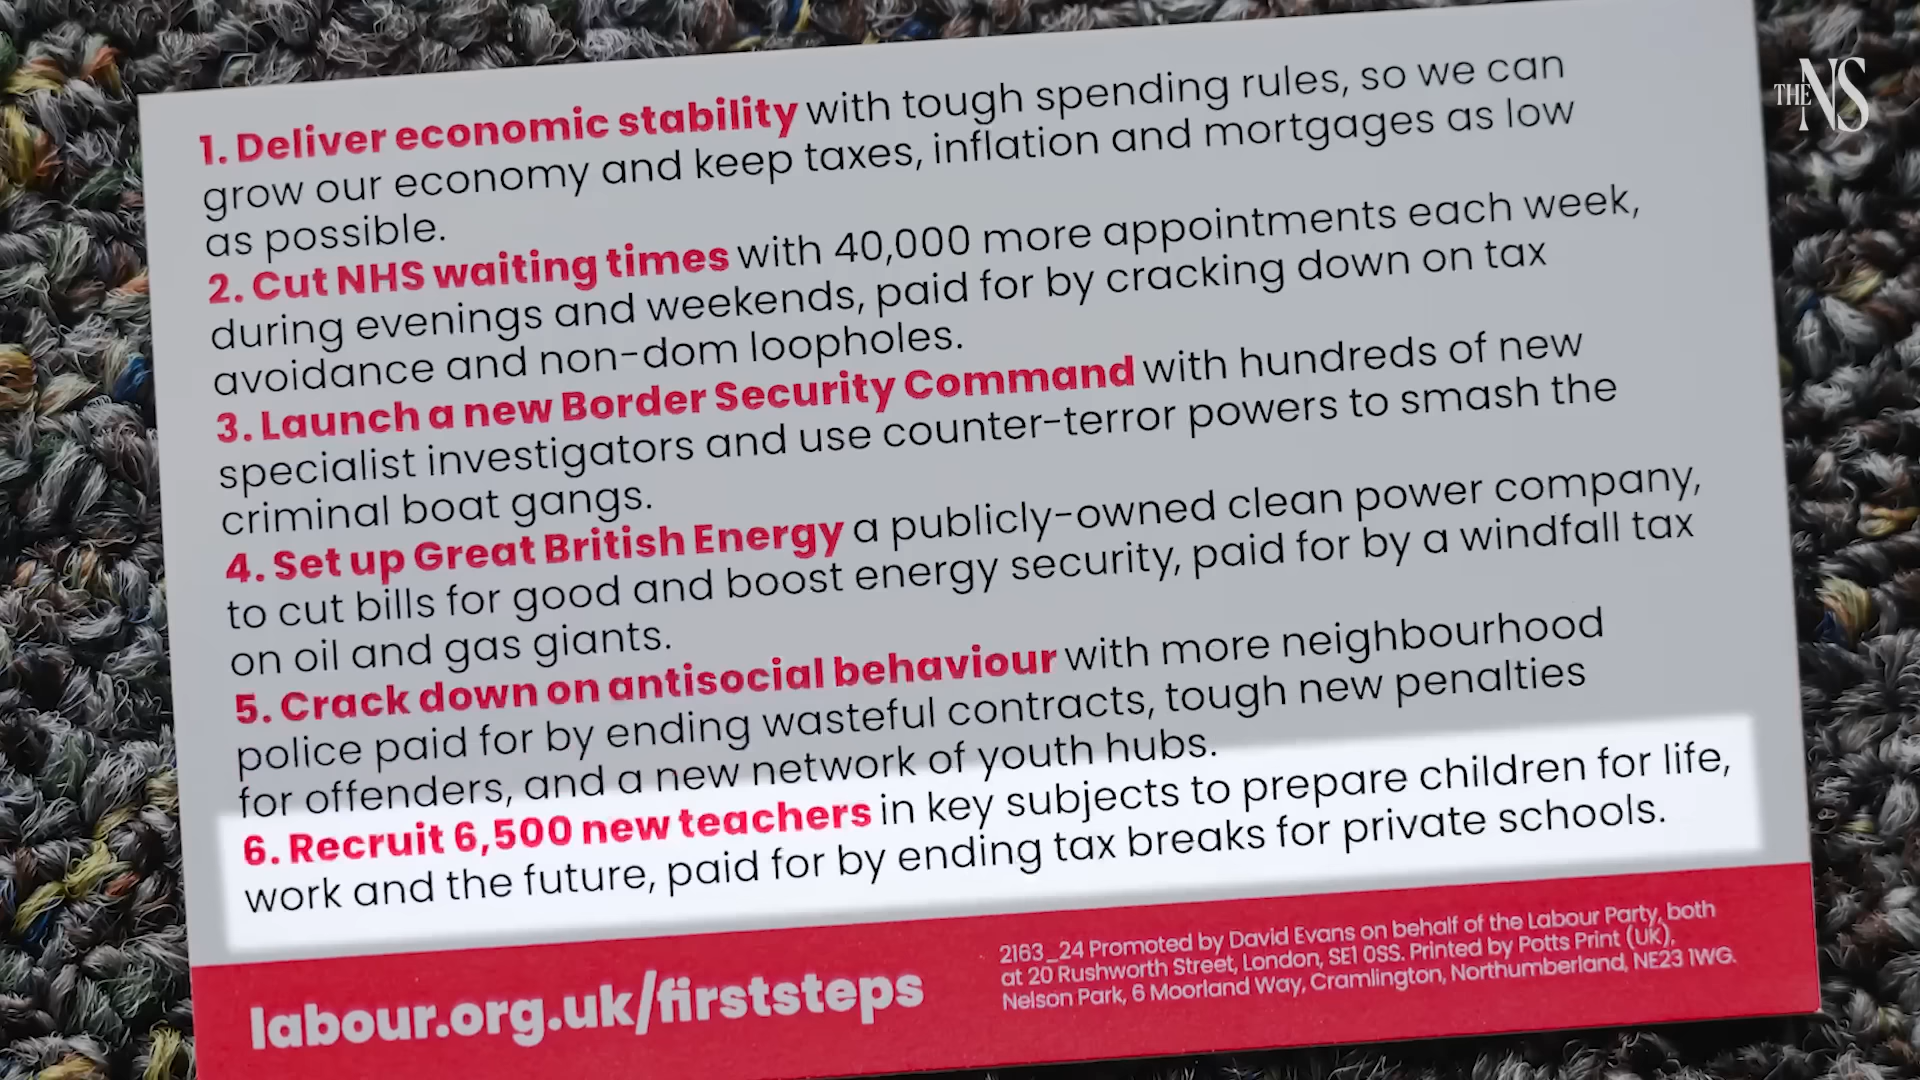 THE NS
1. Deliver economic stability with tough spending rules, so we can
grow our economy and keep taxes, inflation and mortgages as low
as possible.
2. Cut NHS waiting times with 40,000 more appointments each week,
during evenings and weekends, paid for by cracking down on tax
avoidance and non-dom loopholes.
3. Launch a new Border Security Command with hundreds of new
specialist investigators and use counter-terror powers to smash the
criminal boat gangs.
4. Set up Great British Energy a publicly-owned clean power company,
to cut bills for good and boost energy security, paid for by a windfall tax
on oil and gas giants.
5. Crack down on antisocial behaviour with more neighbourhood
police paid for by ending wasteful contracts, tough new penalties
for offenders, and a new network of youth hubs.
6. Recruit 6,500 new teachers in key subjects to prepare children for life,
work and the future, paid for by ending tax breaks for private schools.
labour.org.uk/firststeps
2163_24 Promoted by David Evans on behalf of the Labour Party, both
at 20 Rushworth Street, London, SE1 0SS. Printed by Potts Print (UK),
Nelson Park, 6 Moorland Way, Cramlington, Northumberland, NE23 1WG.